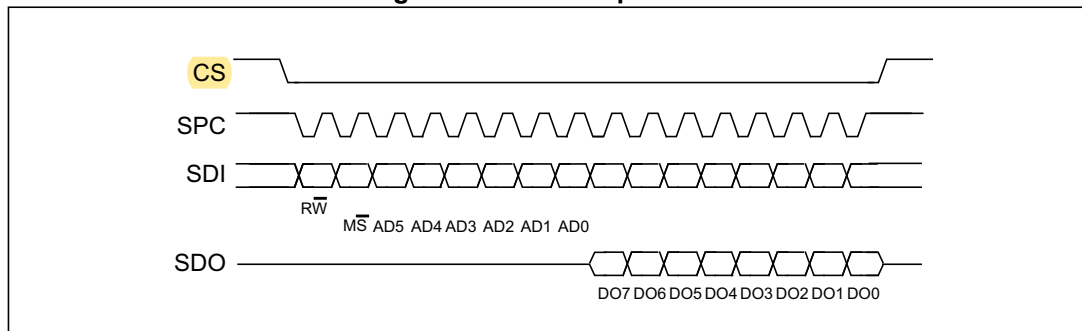 CS
SPC
SDI
RW̅
MS̅ AD5 AD4 AD3 AD2 AD1 AD0
SDO
DO7 DO6 DO5 DO4 DO3 DO2 DO1 DO0